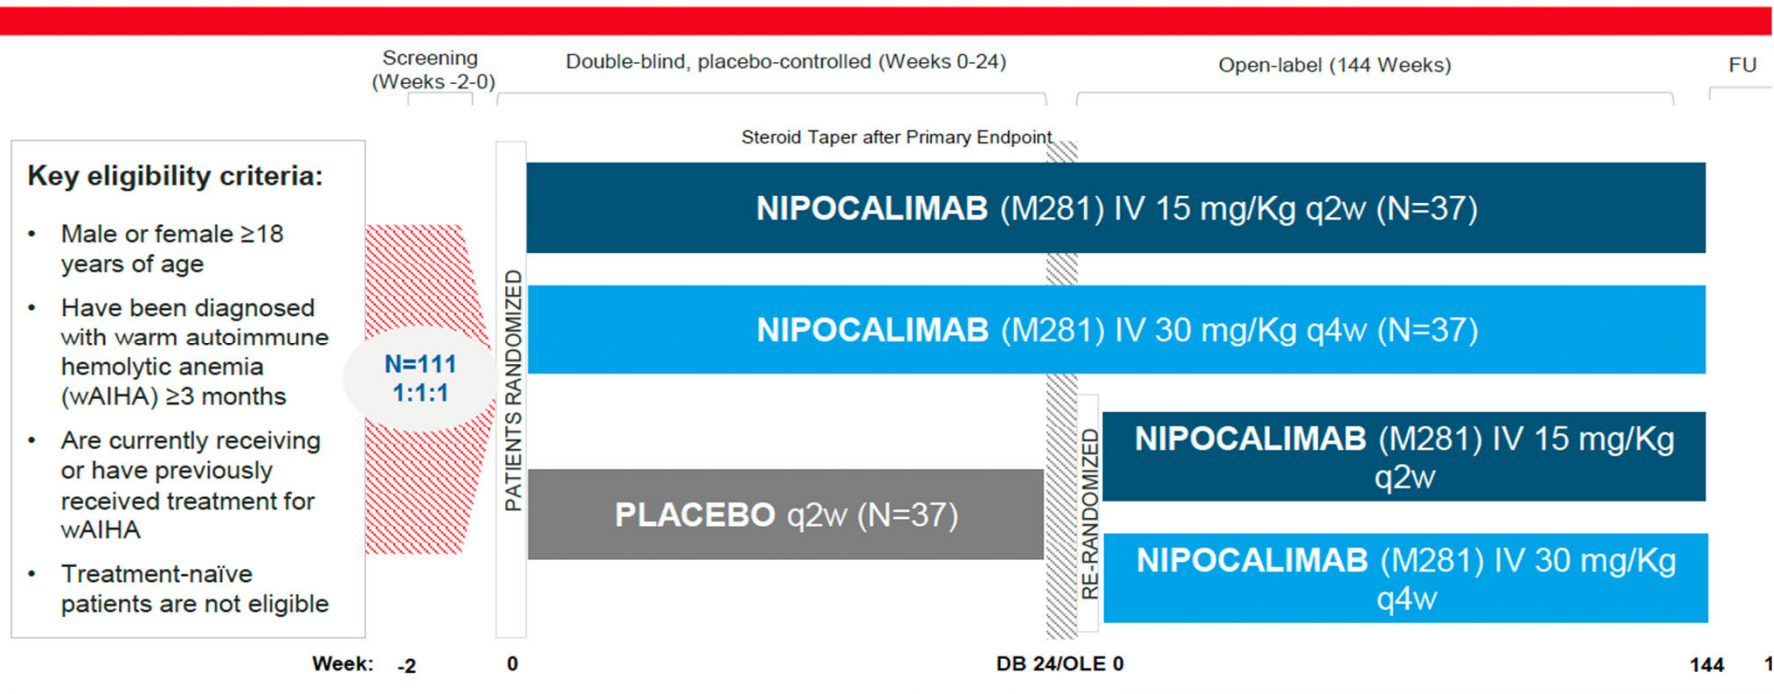 Screening
(Weeks -2-0)
Double-blind, placebo-controlled (Weeks 0-24)
Open-label (144 Weeks)
FU
Steroid Taper after Primary Endpoint
Key eligibility criteria:
• Male or female ≥18
years of age
• Have been diagnosed
with warm autoimmune
hemolytic anemia
(wAIHA) ≥3 months
• Are currently receiving
or have previously
received treatment for
wAIHA
• Treatment-naïve
patients are not eligible
N=111
1:1:1
PATIENTS RANDOMIZED
NIPOCALIMAB (M281) IV 15 mg/Kg q2w (N=37)
NIPOCALIMAB (M281) IV 30 mg/Kg q4w (N=37)
PLACEBO q2w (N=37)
RE-RANDOMIZED
NIPOCALIMAB (M281) IV 15 mg/Kg
q2w
NIPOCALIMAB (M281) IV 30 mg/Kg
q4w
Week: -2 0 DB 24/OLE 0 144